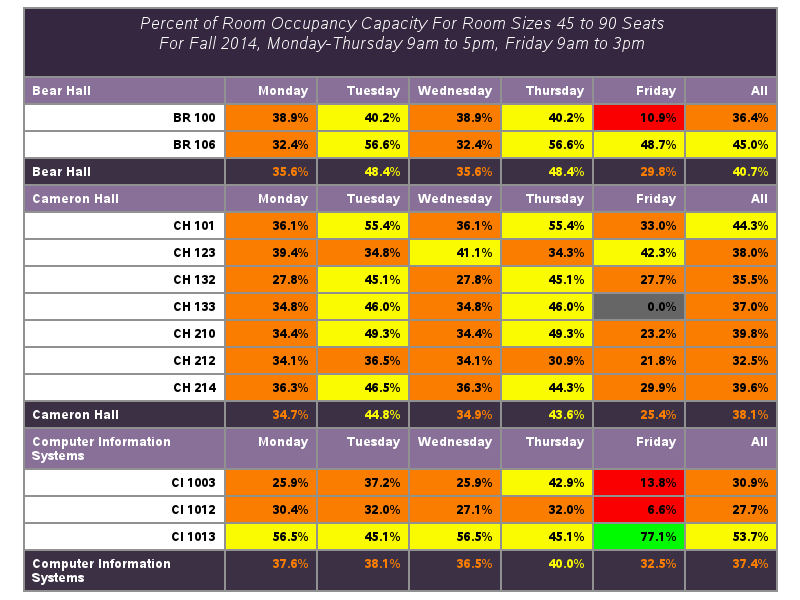 Percent of Room Occupancy Capacity For Room Sizes 45 to 90 Seats
For Fall 2014, Monday-Thursday 9am to 5pm, Friday 9am to 3pm
Bear Hall Monday Tuesday Wednesday Thursday Friday All
BR 100 38.9% 40.2% 38.9% 40.2% 10.9% 36.4%
BR 106 32.4% 56.6% 32.4% 56.6% 48.7% 45.0%
Bear Hall 35.6% 48.4% 35.6% 48.4% 29.8% 40.7%
Cameron Hall Monday Tuesday Wednesday Thursday Friday All
CH 101 36.1% 55.4% 36.1% 55.4% 33.0% 44.3%
CH 123 39.4% 34.8% 41.1% 34.3% 42.3% 38.0%
CH 132 27.8% 45.1% 27.8% 45.1% 27.7% 35.5%
CH 133 34.8% 46.0% 34.8% 46.0% 0.0% 37.0%
CH 210 34.4% 49.3% 34.4% 49.3% 23.2% 39.8%
CH 212 34.1% 36.5% 34.1% 30.9% 21.8% 32.5%
CH 214 36.3% 46.5% 36.3% 44.3% 29.9% 39.6%
Cameron Hall 34.7% 44.8% 34.9% 43.6% 25.4% 38.1%
Computer Information Monday Tuesday Wednesday Thursday Friday All
Systems
CI 1003 25.9% 37.2% 25.9% 42.9% 13.8% 30.9%
CI 1012 30.4% 32.0% 27.1% 32.0% 6.6% 27.7%
CI 1013 56.5% 45.1% 56.5% 45.1% 77.1% 53.7%
Computer Information 37.6% 38.1% 36.5% 40.0% 32.5% 37.4%
Systems